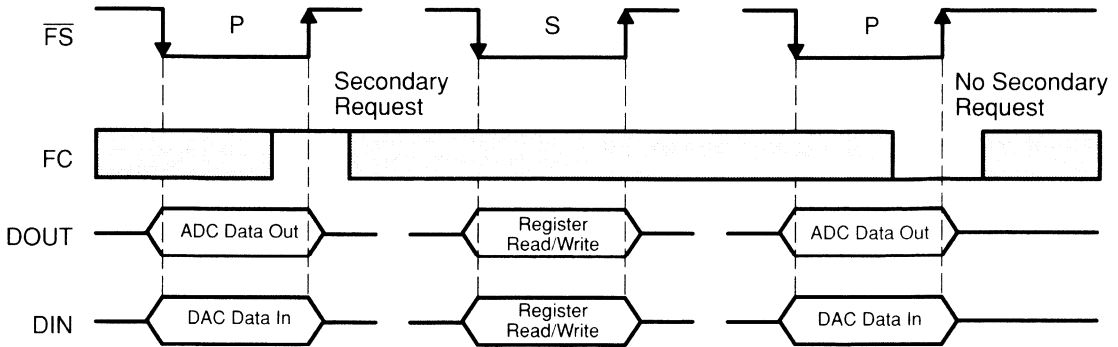 FS
P
S
P
Secondary
Request
No Secondary
Request
FC
DOUT
ADC Data Out
Register
Read/Write
ADC Data Out
DIN
DAC Data In
Register
Read/Write
DAC Data In